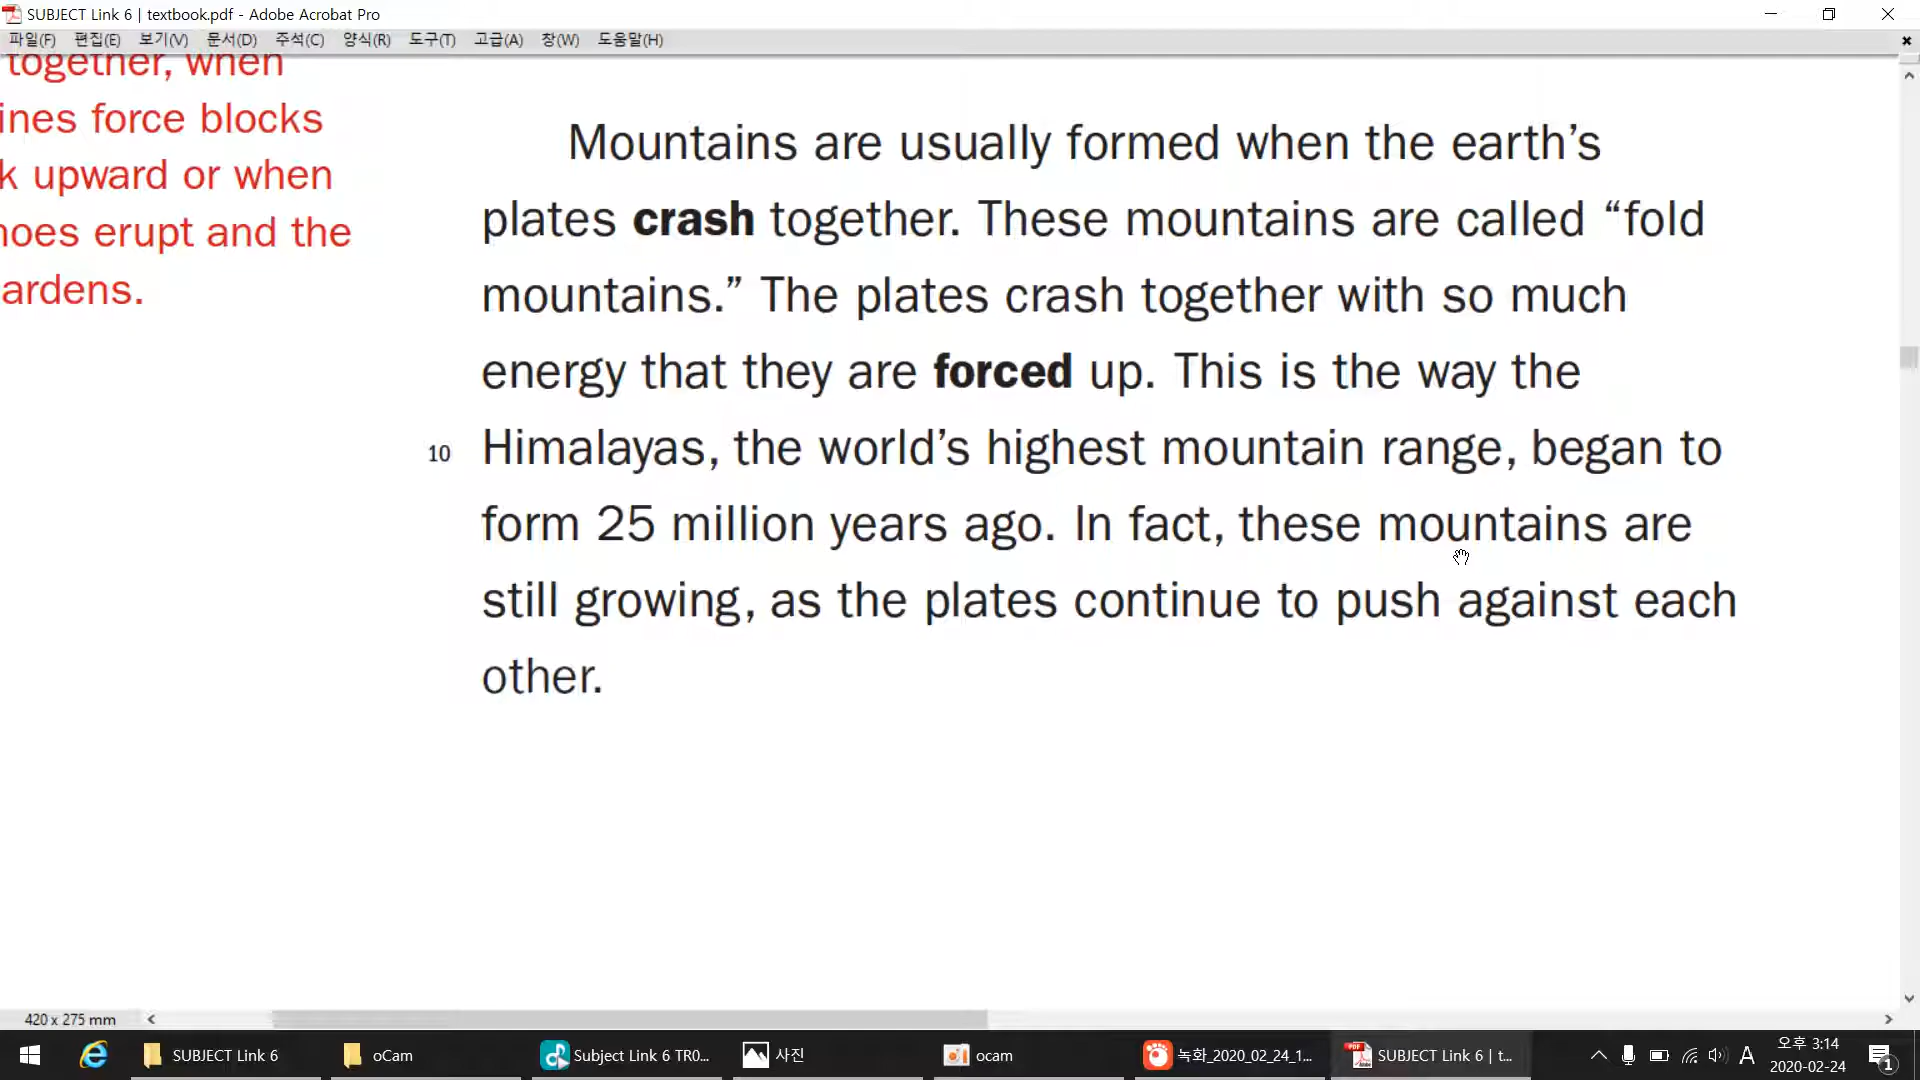 SUBJECT Link 6 | textbook.pdf - Adobe Acrobat Pro
파일(F) 편집(E) 보기(V) 문서(D) 주석(C) 양식(R) 도구(T) 고급(A) 창(W) 도움말(H)
together, when
ines force blocks
k upward or when
noes erupt and the
ardens.
Mountains are usually formed when the earth’s
plates crash together. These mountains are called “fold
mountains.” The plates crash together with so much
energy that they are forced up. This is the way the
10 Himalayas, the world’s highest mountain range, began to
form 25 million years ago. In fact, these mountains are
still growing, as the plates continue to push against each
other.
420 x 275 mm
SUBJECT Link 6
oCam
Subject Link 6 TR0...
사진
ocam
녹화_2020_02_24_1...
SUBJECT Link 6 | t...
A
오후 3:14
2020-02-24
1